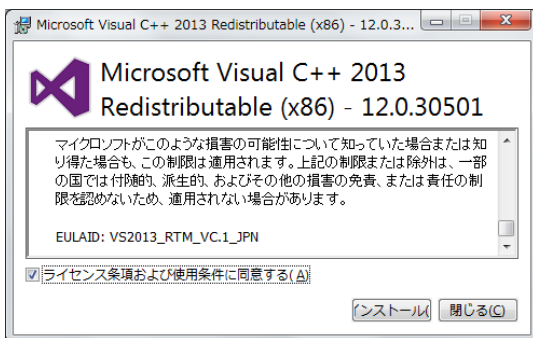 Microsoft Visual C++ 2013 Redistributable (x86) - 12.0.3...
Microsoft Visual C++ 2013
Redistributable (x86) - 12.0.30501
マイクロソフトがこのような損害の可能性について知っていた場合または知
り得た場合も、この制限は適用されます。上記の制限または除外は、一部
の国では付随的、派生的、およびその他の損害の免責、または責任の制
限を認めないため、適用されない場合があります。
EULAID: VS2013_RTM_VC.1_JPN
ライセンス条項および使用条件に同意する(A)
インストール(
閉じる(C)